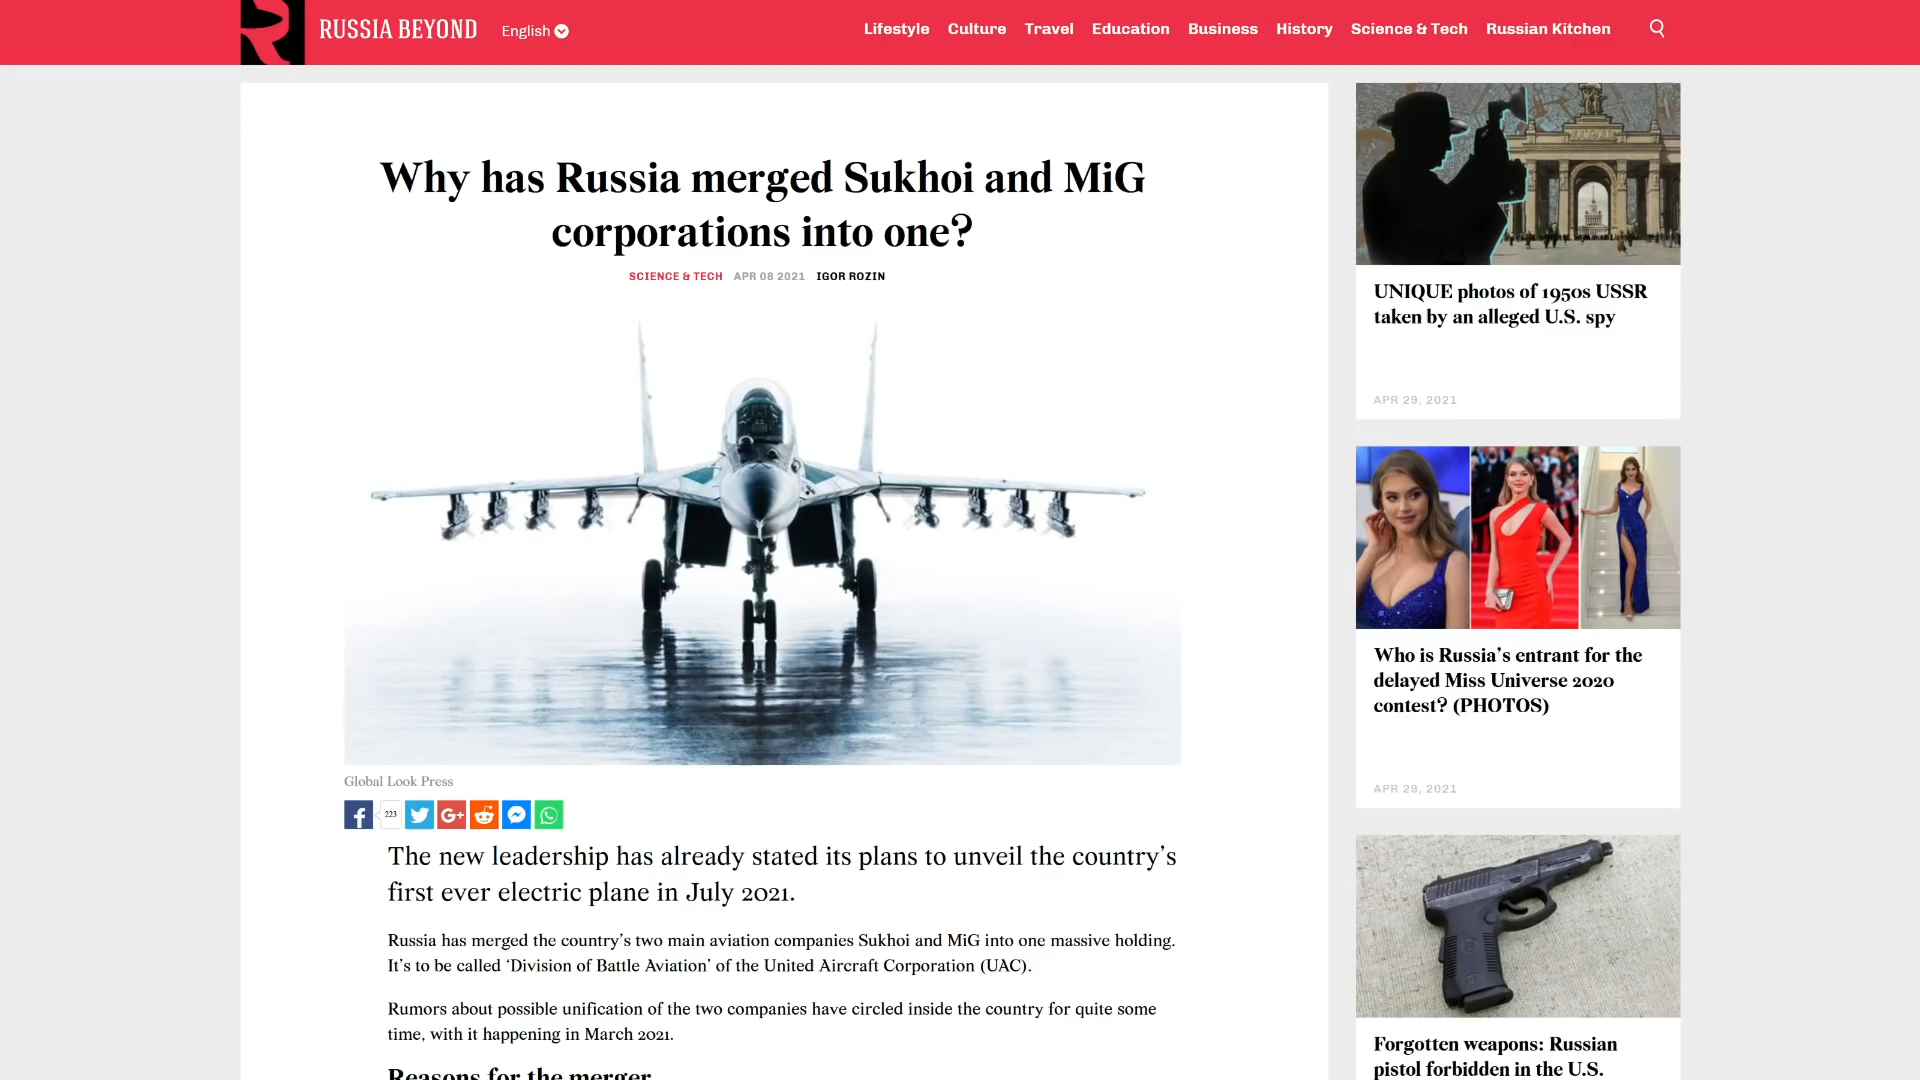 RUSSIA BEYOND
English
Lifestyle
Culture
Travel
Education
Business
History
Science & Tech
Russian Kitchen
Why has Russia merged Sukhoi and MiG
corporations into one?
SCIENCE & TECH APR 08 2021 IGOR ROZIN
Global Look Press
223
G+
The new leadership has already stated its plans to unveil the country’s
first ever electric plane in July 2021.
Russia has merged the country’s two main aviation companies Sukhoi and MiG into one massive holding.
It’s to be called ‘Division of Battle Aviation’ of the United Aircraft Corporation (UAC).
Rumors about possible unification of the two companies have circled inside the country for quite some
time, with it happening in March 2021.
Reasons for the merger
UNIQUE photos of 1950s USSR
taken by an alleged U.S. spy
APR 29, 2021
Who is Russia’s entrant for the
delayed Miss Universe 2020
contest? (PHOTOS)
APR 29, 2021
Forgotten weapons: Russian
pistol forbidden in the U.S.